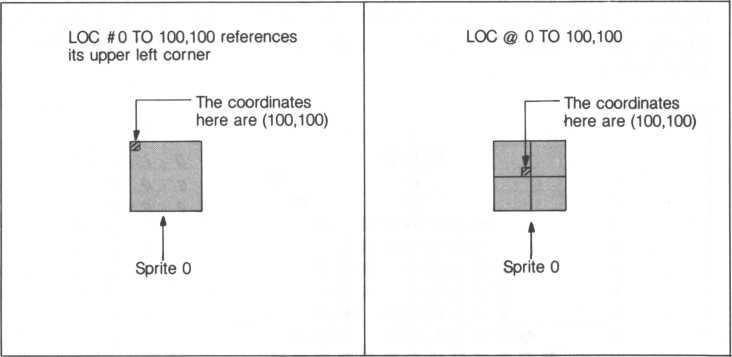 LOC #0 TO 100,100 references
its upper left corner
The coordinates
here are (100,100)
Sprite 0
LOC @ 0 TO 100,100
The coordinates
here are (100,100)
Sprite 0